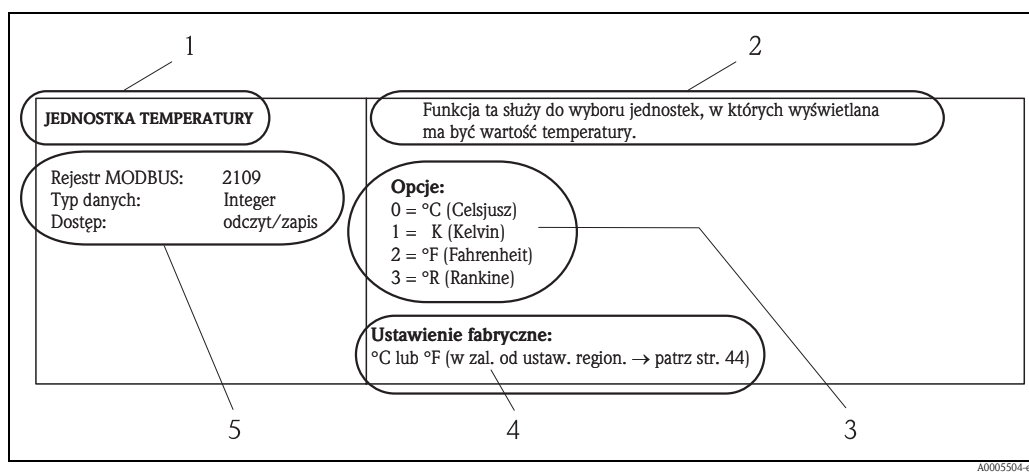 1 2
JEDNOSTKA TEMPERATURY
Funkcja ta służy do wyboru jednostek, w których wyświetlana
ma być wartość temperatury.
Rejestr MODBUS: 2109
Typ danych: Integer
Dostęp: odczyt/zapis
Opcje:
0 = °C (Celsjusz)
1 = K (Kelvin)
2 = °F (Fahrenheit)
3 = °R (Rankine)
Ustawienie fabryczne:
°C lub °F (w zal. od ustaw. region. → patrz str. 44)
5 4 3